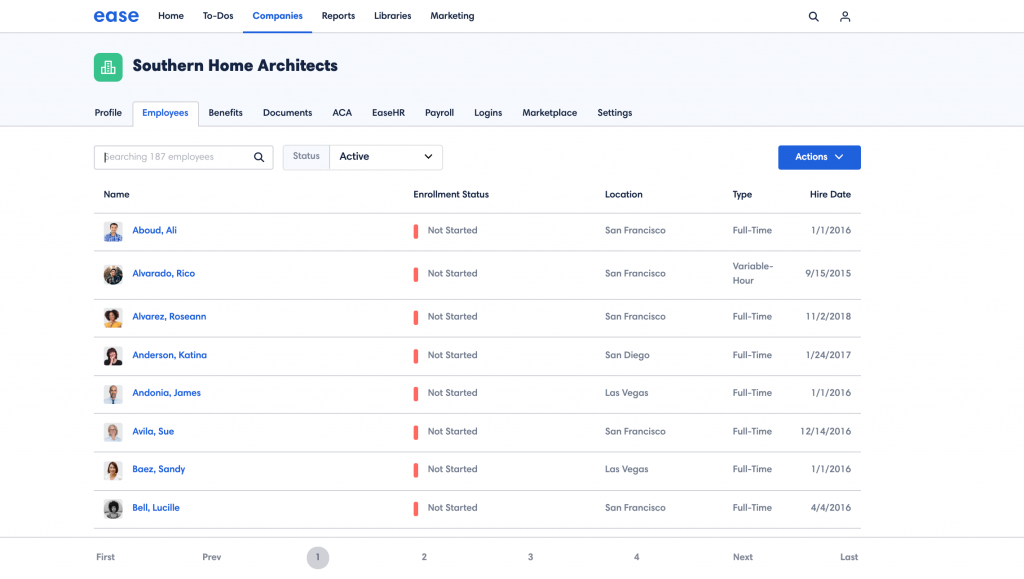 ease Home To-Dos Companies Reports Libraries Marketing
Southern Home Architects
Profile Employees Benefits Documents ACA EaseHR Payroll Logins Marketplace Settings
Searching 187 employees Status Active Actions
Name Enrollment Status Location Type Hire Date
Aboud, Ali Not Started San Francisco Full-Time 1/1/2016
Alvarado, Rico Not Started San Francisco Variable-
Hour 9/15/2015
Alvarez, Roseann Not Started San Francisco Full-Time 11/2/2018
Anderson, Katina Not Started San Diego Full-Time 1/24/2017
Andonia, James Not Started Las Vegas Full-Time 1/1/2016
Avila, Sue Not Started San Francisco Full-Time 12/14/2016
Baez, Sandy Not Started Las Vegas Full-Time 1/1/2016
Bell, Lucille Not Started San Francisco Full-Time 4/4/2016
First Prev 1 2 3 4 Next Last